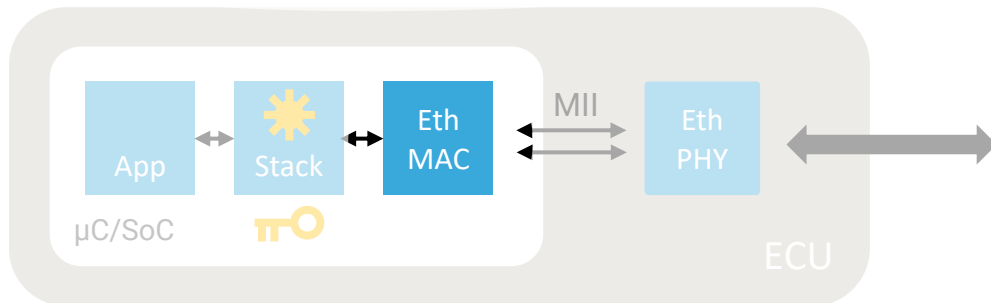 App
Stack
Eth
MAC
MII
Eth
PHY
µC/SoC
ECU